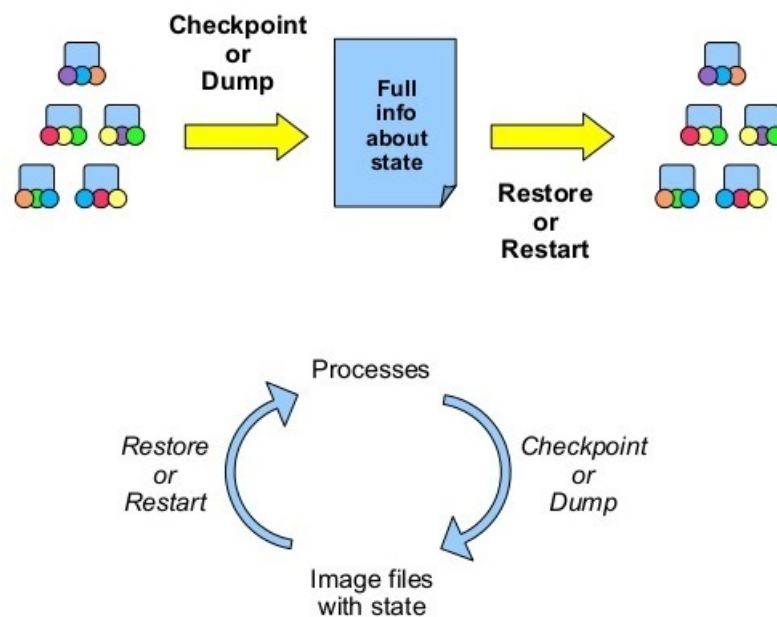 Checkpoint
or
Dump
Full
info
about
state
Restore
or
Restart
Processes
Restore
or
Restart
Checkpoint
or
Dump
Image files
with state